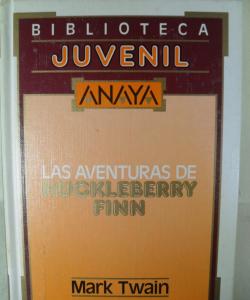 BIBLIOTECA
JUVENIL
ANAYA
LAS AVENTURAS DE
HUCKLEBERRY
FINN
Mark Twain